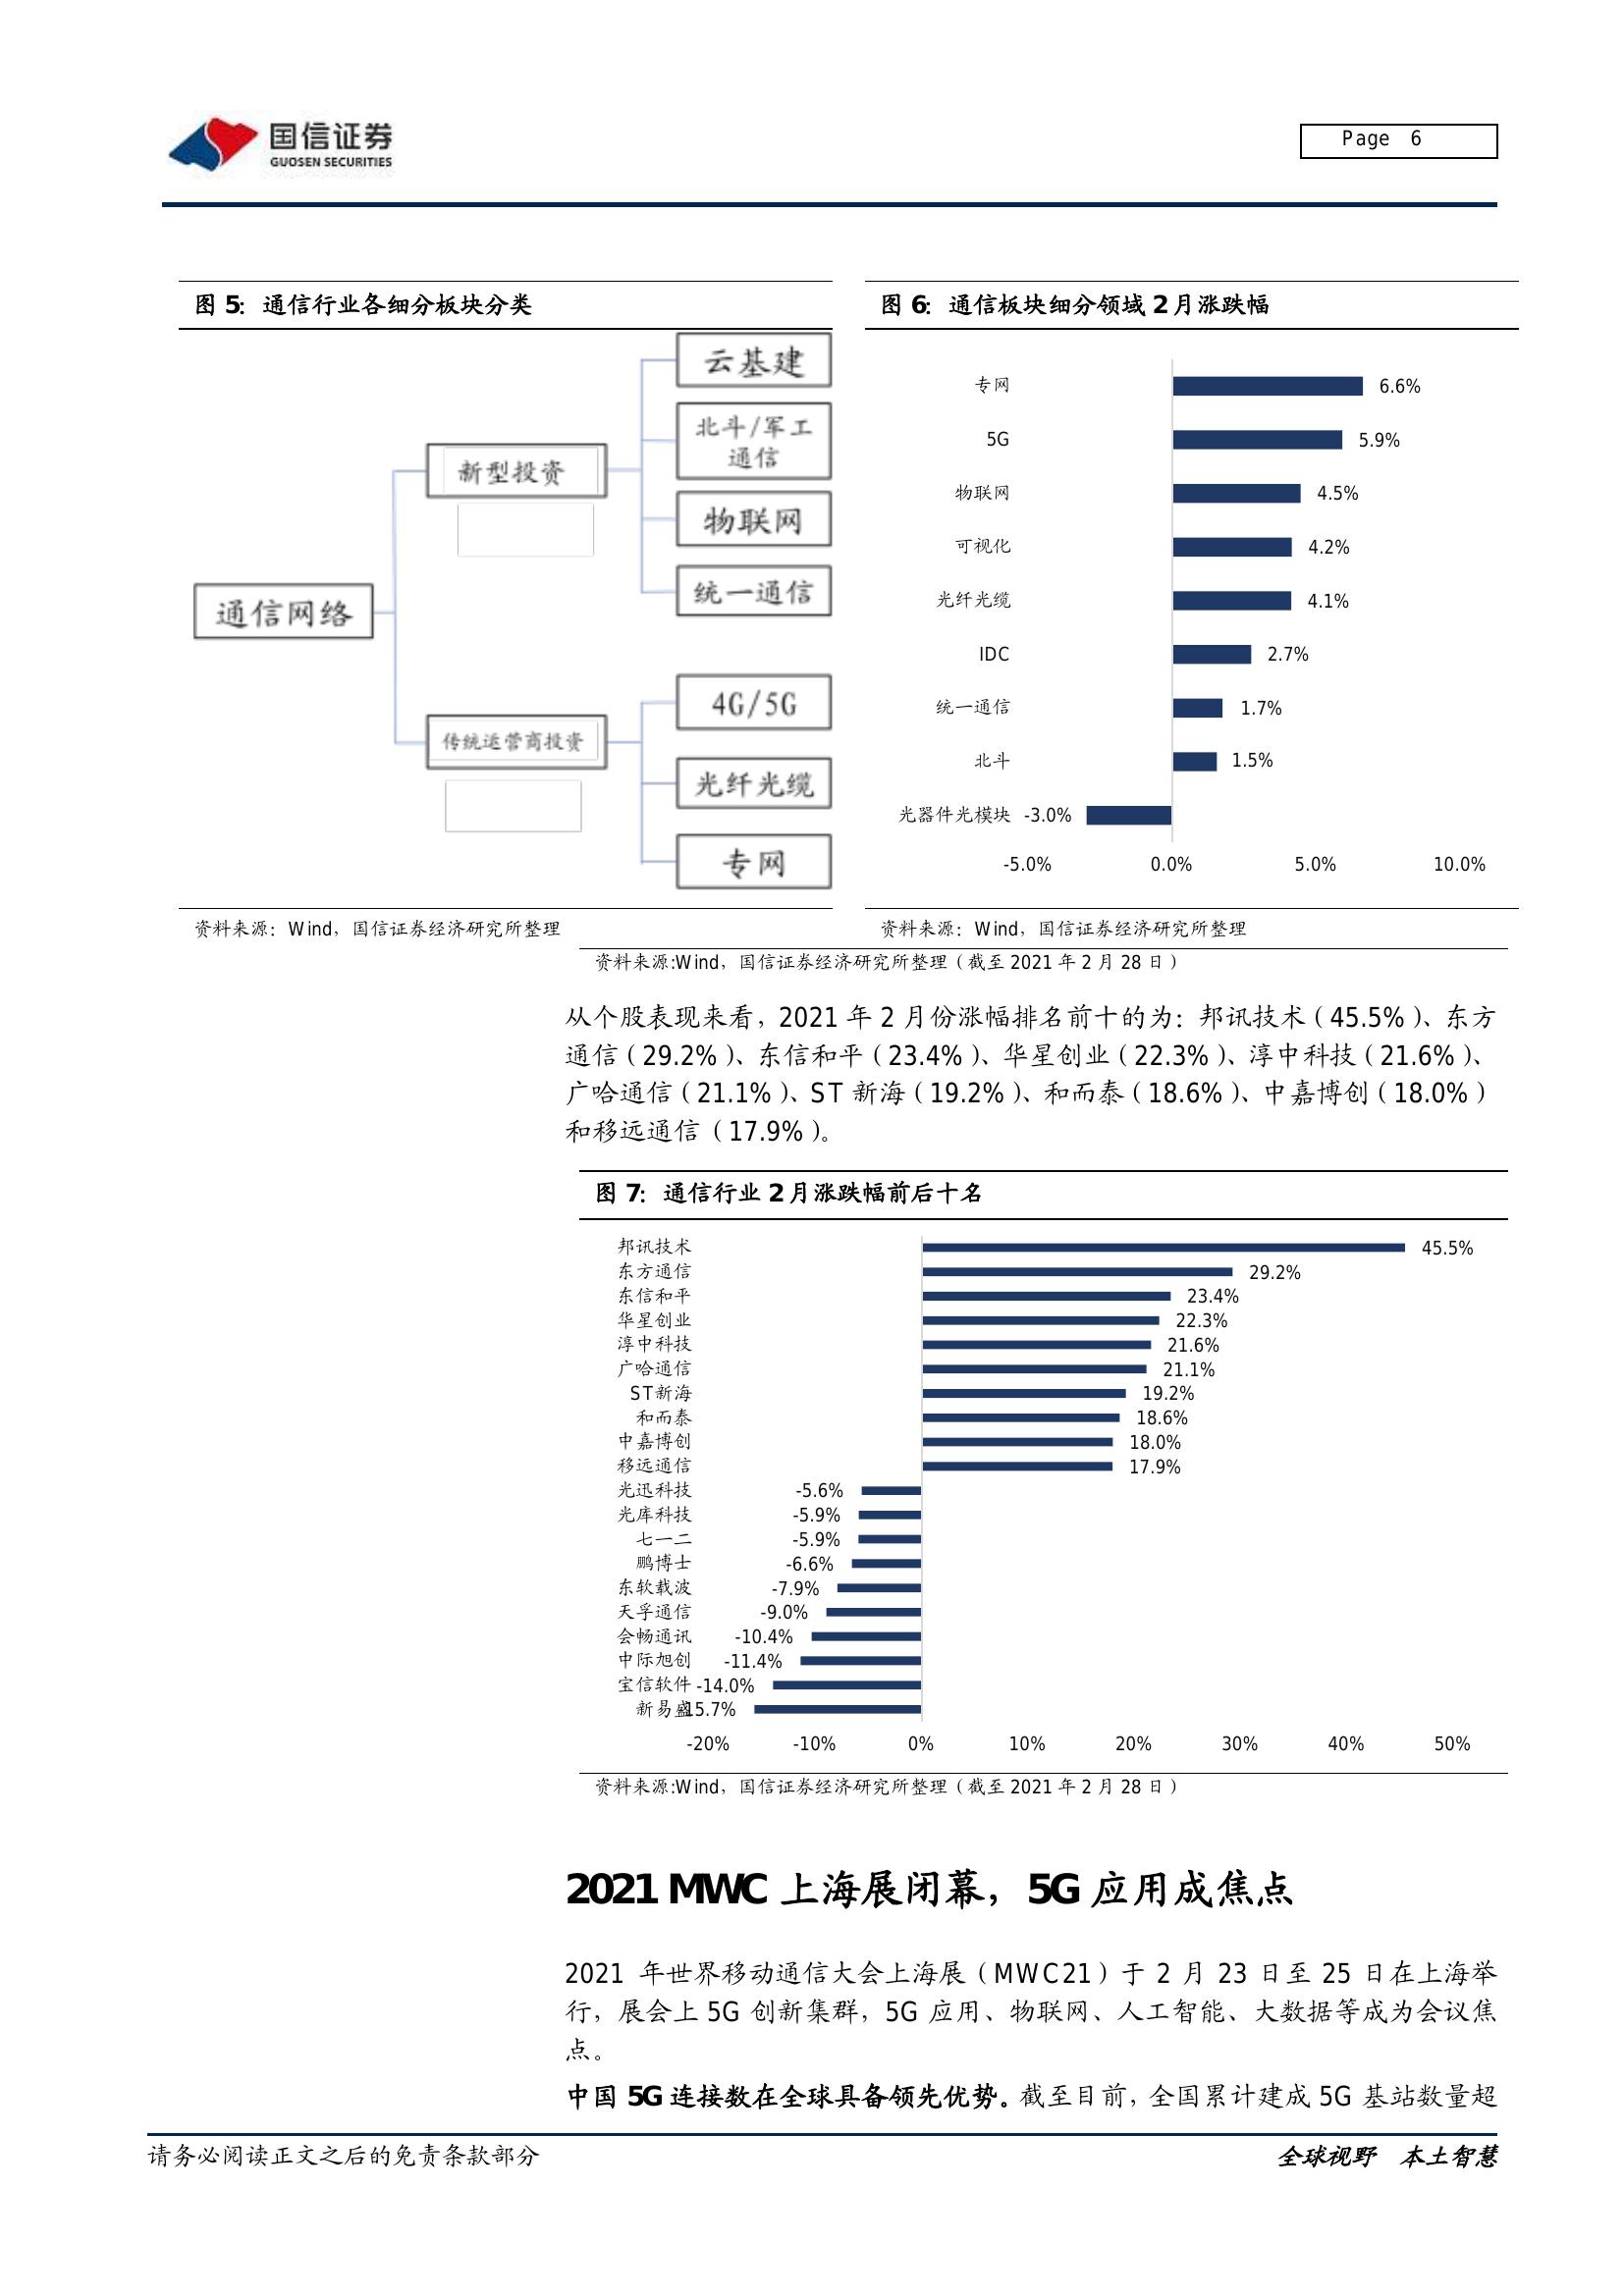 国信证券
GUOSEN SECURITIES
Page 6
图 5：通信行业各细分板块分类
云基建
北斗/军工
通信
新型投资
物联网
统一通信
通信网络
4G/5G
传统运营商投资
光纤光缆
专网
资料来源：Wind，国信证券经济研究所整理
图 6：通信板块细分领域 2 月涨跌幅
专网 6.6%
5G 5.9%
物联网 4.5%
可视化 4.2%
光纤光缆 4.1%
IDC 2.7%
统一通信 1.7%
北斗 1.5%
光器件光模块 -3.0%
-5.0% 0.0% 5.0% 10.0%
资料来源：Wind，国信证券经济研究所整理
资料来源:Wind，国信证券经济研究所整理（截至 2021 年 2 月 28 日）
从个股表现来看，2021 年 2 月份涨幅排名前十的为：邦讯技术（45.5%）、东方
通信（29.2%）、东信和平（23.4%）、华星创业（22.3%）、淳中科技（21.6%）、
广哈通信（21.1%）、ST 新海（19.2%）、和而泰（18.6%）、中嘉博创（18.0%）
和移远通信（17.9%）。
图 7：通信行业 2 月涨跌幅前后十名
邦讯技术 45.5%
东方通信 29.2%
东信和平 23.4%
华星创业 22.3%
淳中科技 21.6%
广哈通信 21.1%
ST新海 19.2%
和而泰 18.6%
中嘉博创 18.0%
移远通信 17.9%
光迅科技 -5.6%
光库科技 -5.9%
七一二 -5.9%
鹏博士 -6.6%
东软载波 -7.9%
天孚通信 -9.0%
会畅通讯 -10.4%
中际旭创 -11.4%
宝信软件 -14.0%
新易盛 15.7%
-20% -10% 0% 10% 20% 30% 40% 50%
资料来源:Wind，国信证券经济研究所整理（截至 2021 年 2 月 28 日）
2021 MWC 上海展闭幕，5G 应用成焦点
2021 年世界移动通信大会上海展（MWC21）于 2 月 23 日至 25 日在上海举
行，展会上 5G 创新集群，5G 应用、物联网、人工智能、大数据等成为会议焦
点。
中国 5G 连接数在全球具备领先优势。截至目前，全国累计建成 5G 基站数量超
请务必阅读正文之后的免责条款部分
全球视野 本土智慧